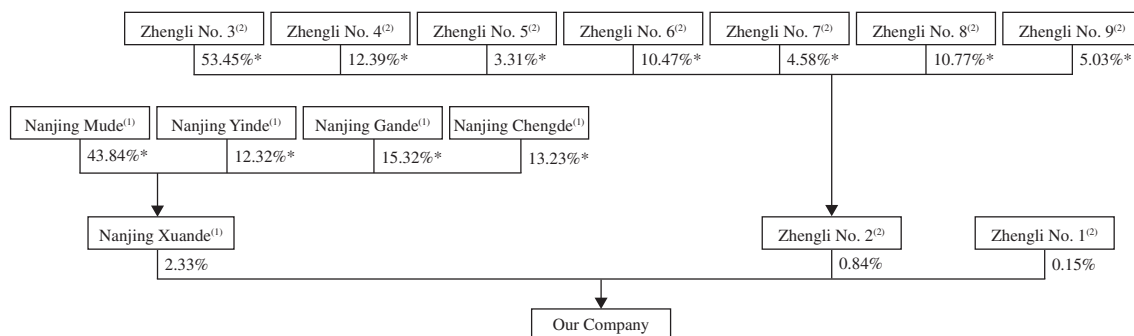 Zhengli No. 3(2) Zhengli No. 4(2) Zhengli No. 5(2) Zhengli No. 6(2) Zhengli No. 7(2) Zhengli No. 8(2) Zhengli No. 9(2)
53.45%* 12.39%* 3.31%* 10.47%* 4.58%* 10.77%* 5.03%*
Nanjing Mude(1) Nanjing Yinde(1) Nanjing Gande(1) Nanjing Chengde(1)
43.84%* 12.32%* 15.32%* 13.23%*
Nanjing Xuande(1) Zhengli No. 2(2) Zhengli No. 1(2)
2.33% 0.84% 0.15%
Our Company